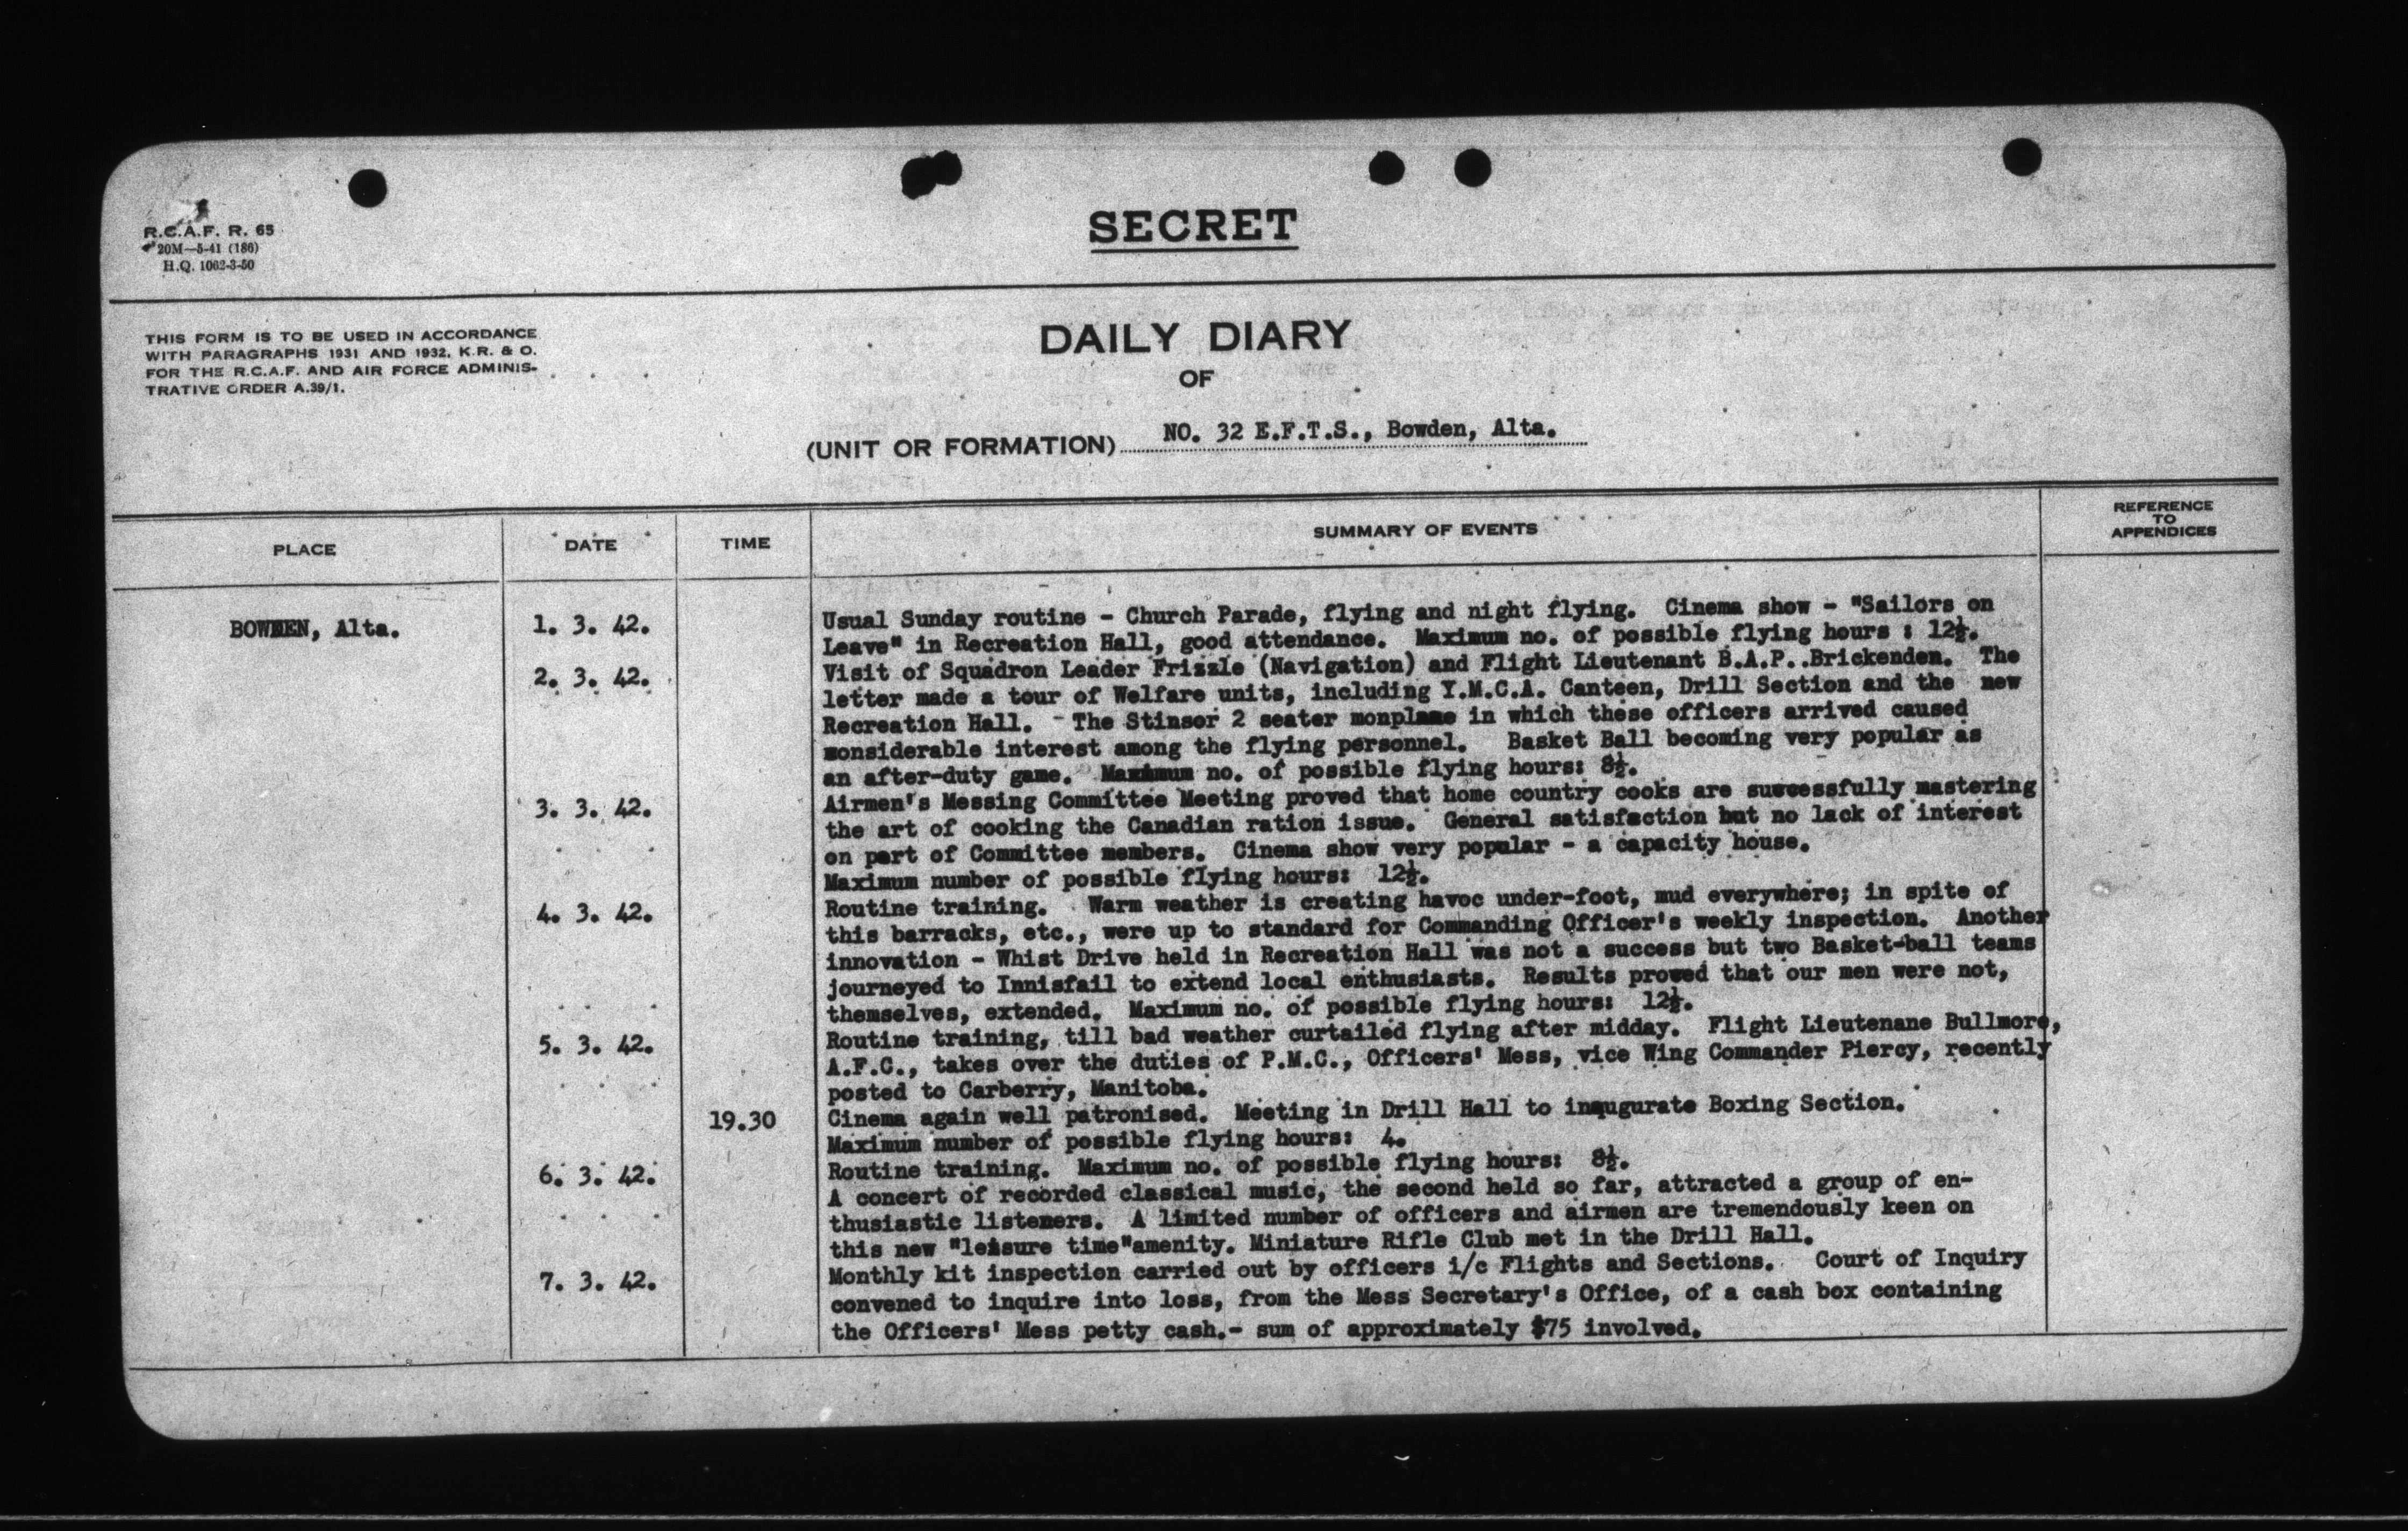 R.C.A.F. R. 65
20M—5-41 (186)
H.Q. 1062-3-50
SECRET
THIS FORM IS TO BE USED IN ACCORDANCE
WITH PARAGRAPHS 1931 AND 1932, K.R. & O.
FOR THE R.C.A.F. AND AIR FORCE ADMINIS-
TRATIVE ORDER A.39/1.
DAILY DIARY
OF
(UNIT OR FORMATION) NO. 32 E.F.T.S., Bowden, Alta.
PLACE DATE TIME SUMMARY OF EVENTS REFERENCE TO APPENDICES
BOWDEN, Alta. 1. 3. 42. Usual Sunday routine - Church Parade, flying and night flying. Cinema show - "Sailors on
Leave" in Recreation Hall, good attendance. Maximum no. of possible flying hours : 12½.
2. 3. 42. Visit of Squadron Leader Frizzle (Navigation) and Flight Lieutenant B.A.P..Brickenden. The
letter made a tour of Welfare units, including Y.M.C.A. Canteen, Drill Section and the new
Recreation Hall. - The Stinsor 2 seater monplane in which these officers arrived caused
monsiderable interest among the flying personnel. Basket Ball becoming very popular as
an after-duty game. Maximum no. of possible flying hours: 8½.
3. 3. 42. Airmen's Messing Committee Meeting proved that home country cooks are successfully mastering
the art of cooking the Canadian ration issue. General satisfaction but no lack of interest
on part of Committee members. Cinema show very popular - a capacity house.
Maximum number of possible flying hours: 12½.
4. 3. 42. Routine training. Warm weather is creating havoc under-foot, mud everywhere; in spite of
this barracks, etc., were up to standard for Commanding Officer's weekly inspection. Another
innovation - Whist Drive held in Recreation Hall was not a success but two Basket-ball teams
journeyed to Innisfail to extend local enthusiasts. Results proved that our men were not,
themselves, extended. Maximum no. of possible flying hours: 12½.
5. 3. 42. Routine training, till bad weather curtailed flying after midday. Flight Lieutenane Bullmore,
A.F.C., takes over the duties of P.M.C., Officers' Mess, vice Wing Commander Piercy, recently
posted to Carberry, Manitoba.
19.30 Cinema again well patronised. Meeting in Drill Hall to inaugurate Boxing Section.
Maximum number of possible flying hours: 4.
6. 3. 42. Routine training. Maximum no. of possible flying hours: 8½.
A concert of recorded classical music, the second held so far, attracted a group of en-
thusiastic listeners. A limited number of officers and airmen are tremendously keen on
this new "leisure time"amenity. Miniature Rifle Club met in the Drill Hall.
7. 3. 42. Monthly kit inspection carried out by officers i/c Flights and Sections. Court of Inquiry
convened to inquire into loss, from the Mess Secretary's Office, of a cash box containing
the Officers' Mess petty cash.- sum of approximately $75 involved.